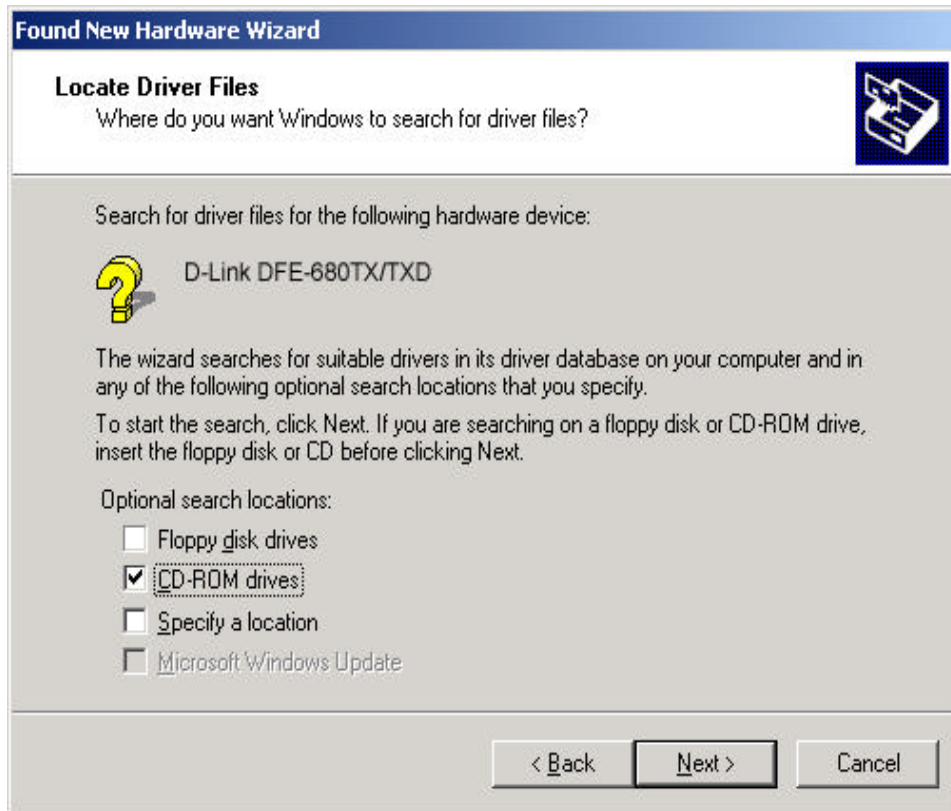 Found New Hardware Wizard
Locate Driver Files
Where do you want Windows to search for driver files?
Search for driver files for the following hardware device:
D-Link DFE-680TX/TXD
The wizard searches for suitable drivers in its driver database on your computer and in
any of the following optional search locations that you specify.
To start the search, click Next. If you are searching on a floppy disk or CD-ROM drive,
insert the floppy disk or CD before clicking Next.
Optional search locations:
Floppy disk drives
CD-ROM drives
Specify a location
Microsoft Windows Update
< Back Next > Cancel